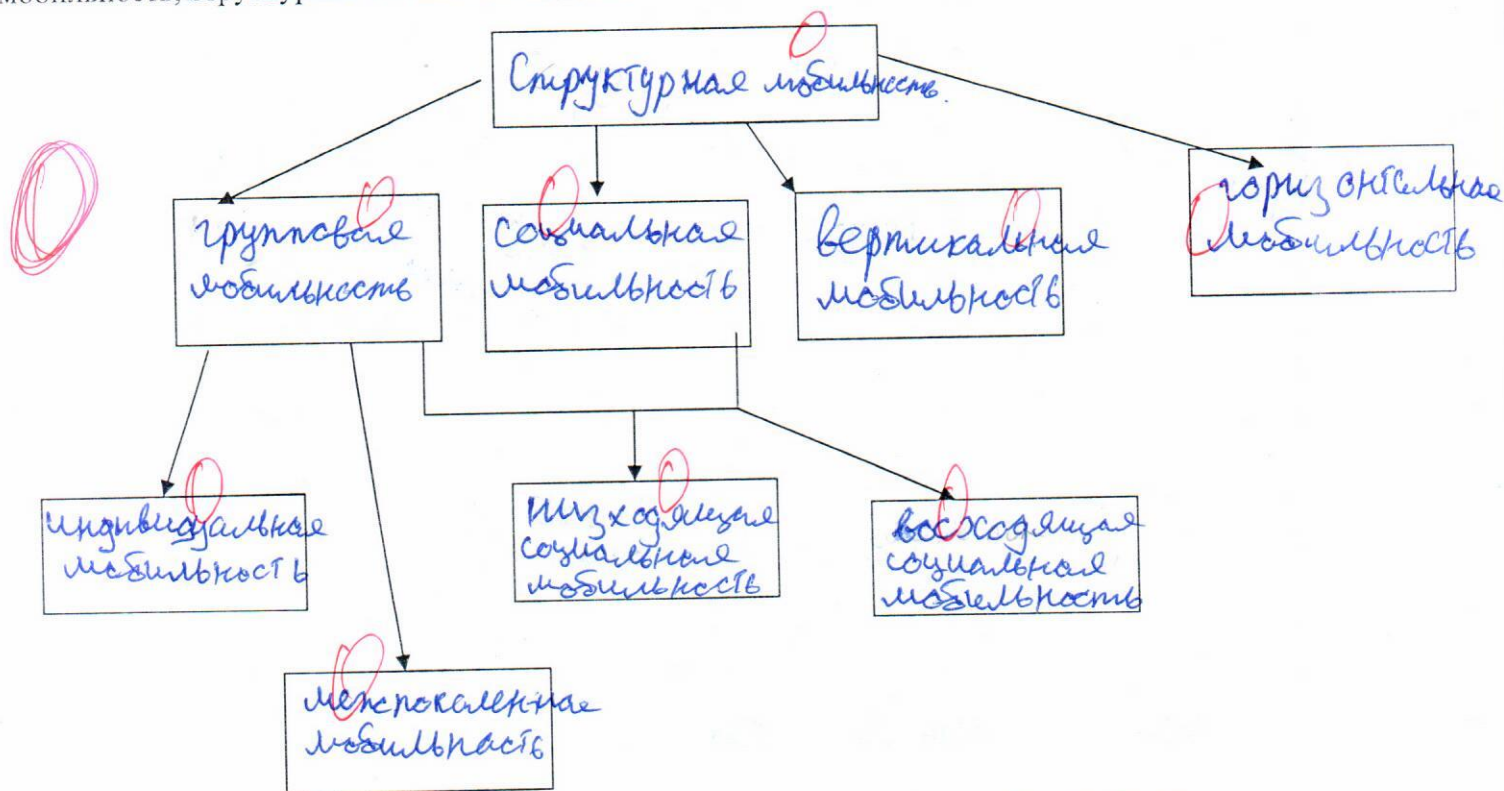 Структурная мобильность.
групповая
мобильность
социальная
мобильность
вертикальная
мобильность
горизонтальная
мобильность
индивидуальная
мобильность
низходящая
социальная
мобильность
восходящая
социальная
мобильность
межпоколенная
мобильность